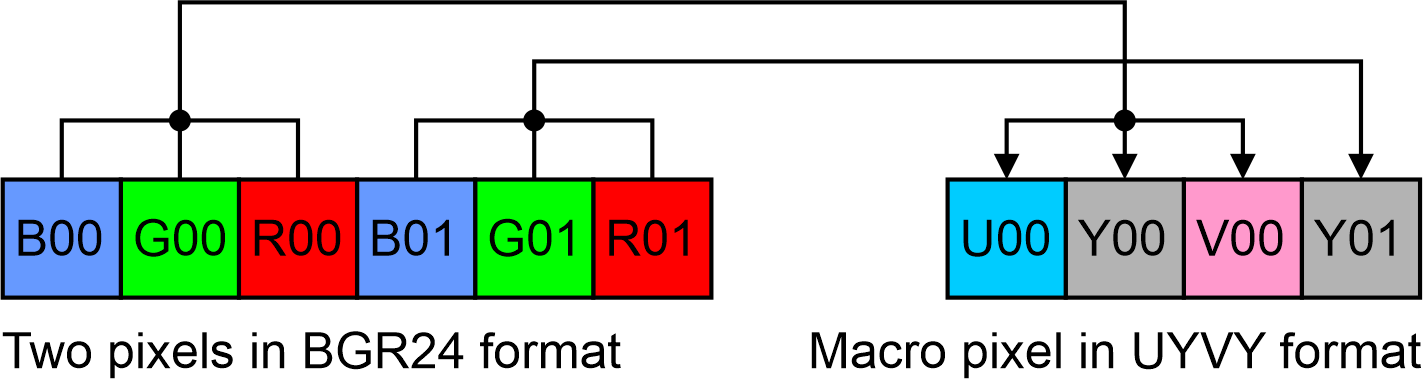 B00 G00 R00 B01 G01 R01 U00 Y00 V00 Y01
Two pixels in BGR24 format Macro pixel in UYVY format